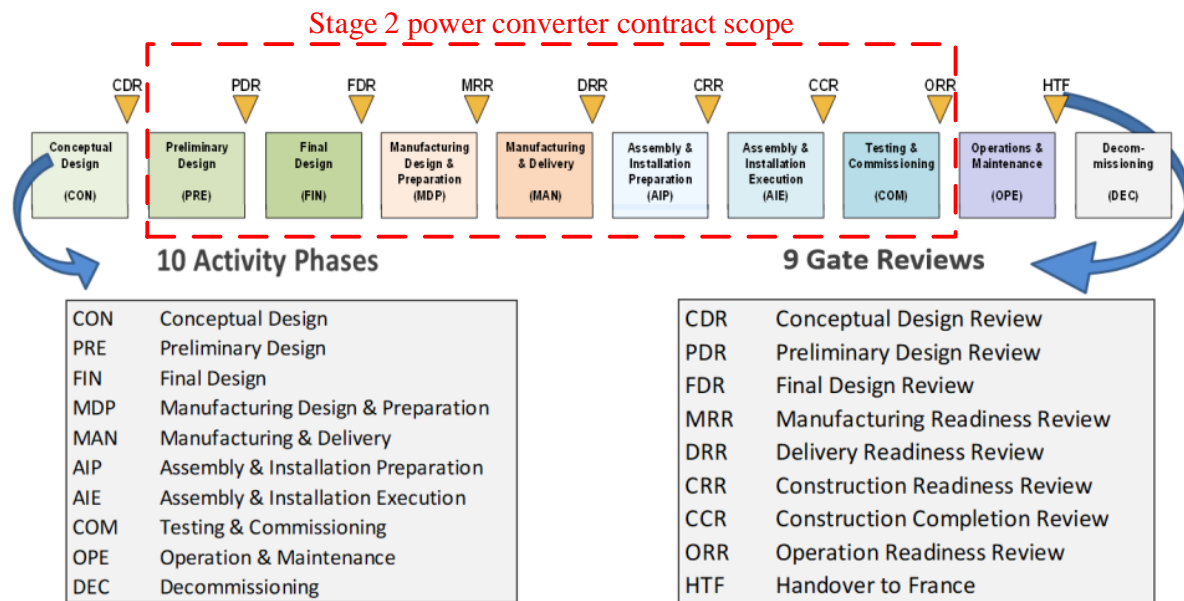 Stage 2 power converter contract scope
CDR PDR FDR MRR DRR CRR CCR ORR HTF
Conceptual
Design
(CON)
Preliminary
Design
(PRE)
Final
Design
(FIN)
Manufacturing
Design &
Preparation
(MDP)
Manufacturing
& Delivery
(MAN)
Assembly &
Installation
Preparation
(AIP)
Assembly &
Installation
Execution
(AIE)
Testing &
Commissioning
(COM)
Operations &
Maintenance
(OPE)
Decom-
missioning
(DEC)
10 Activity Phases
CON Conceptual Design
PRE Preliminary Design
FIN Final Design
MDP Manufacturing Design & Preparation
MAN Manufacturing & Delivery
AIP Assembly & Installation Preparation
AIE Assembly & Installation Execution
COM Testing & Commissioning
OPE Operation & Maintenance
DEC Decommissioning
9 Gate Reviews
CDR Conceptual Design Review
PDR Preliminary Design Review
FDR Final Design Review
MRR Manufacturing Readiness Review
DRR Delivery Readiness Review
CRR Construction Readiness Review
CCR Construction Completion Review
ORR Operation Readiness Review
HTF Handover to France